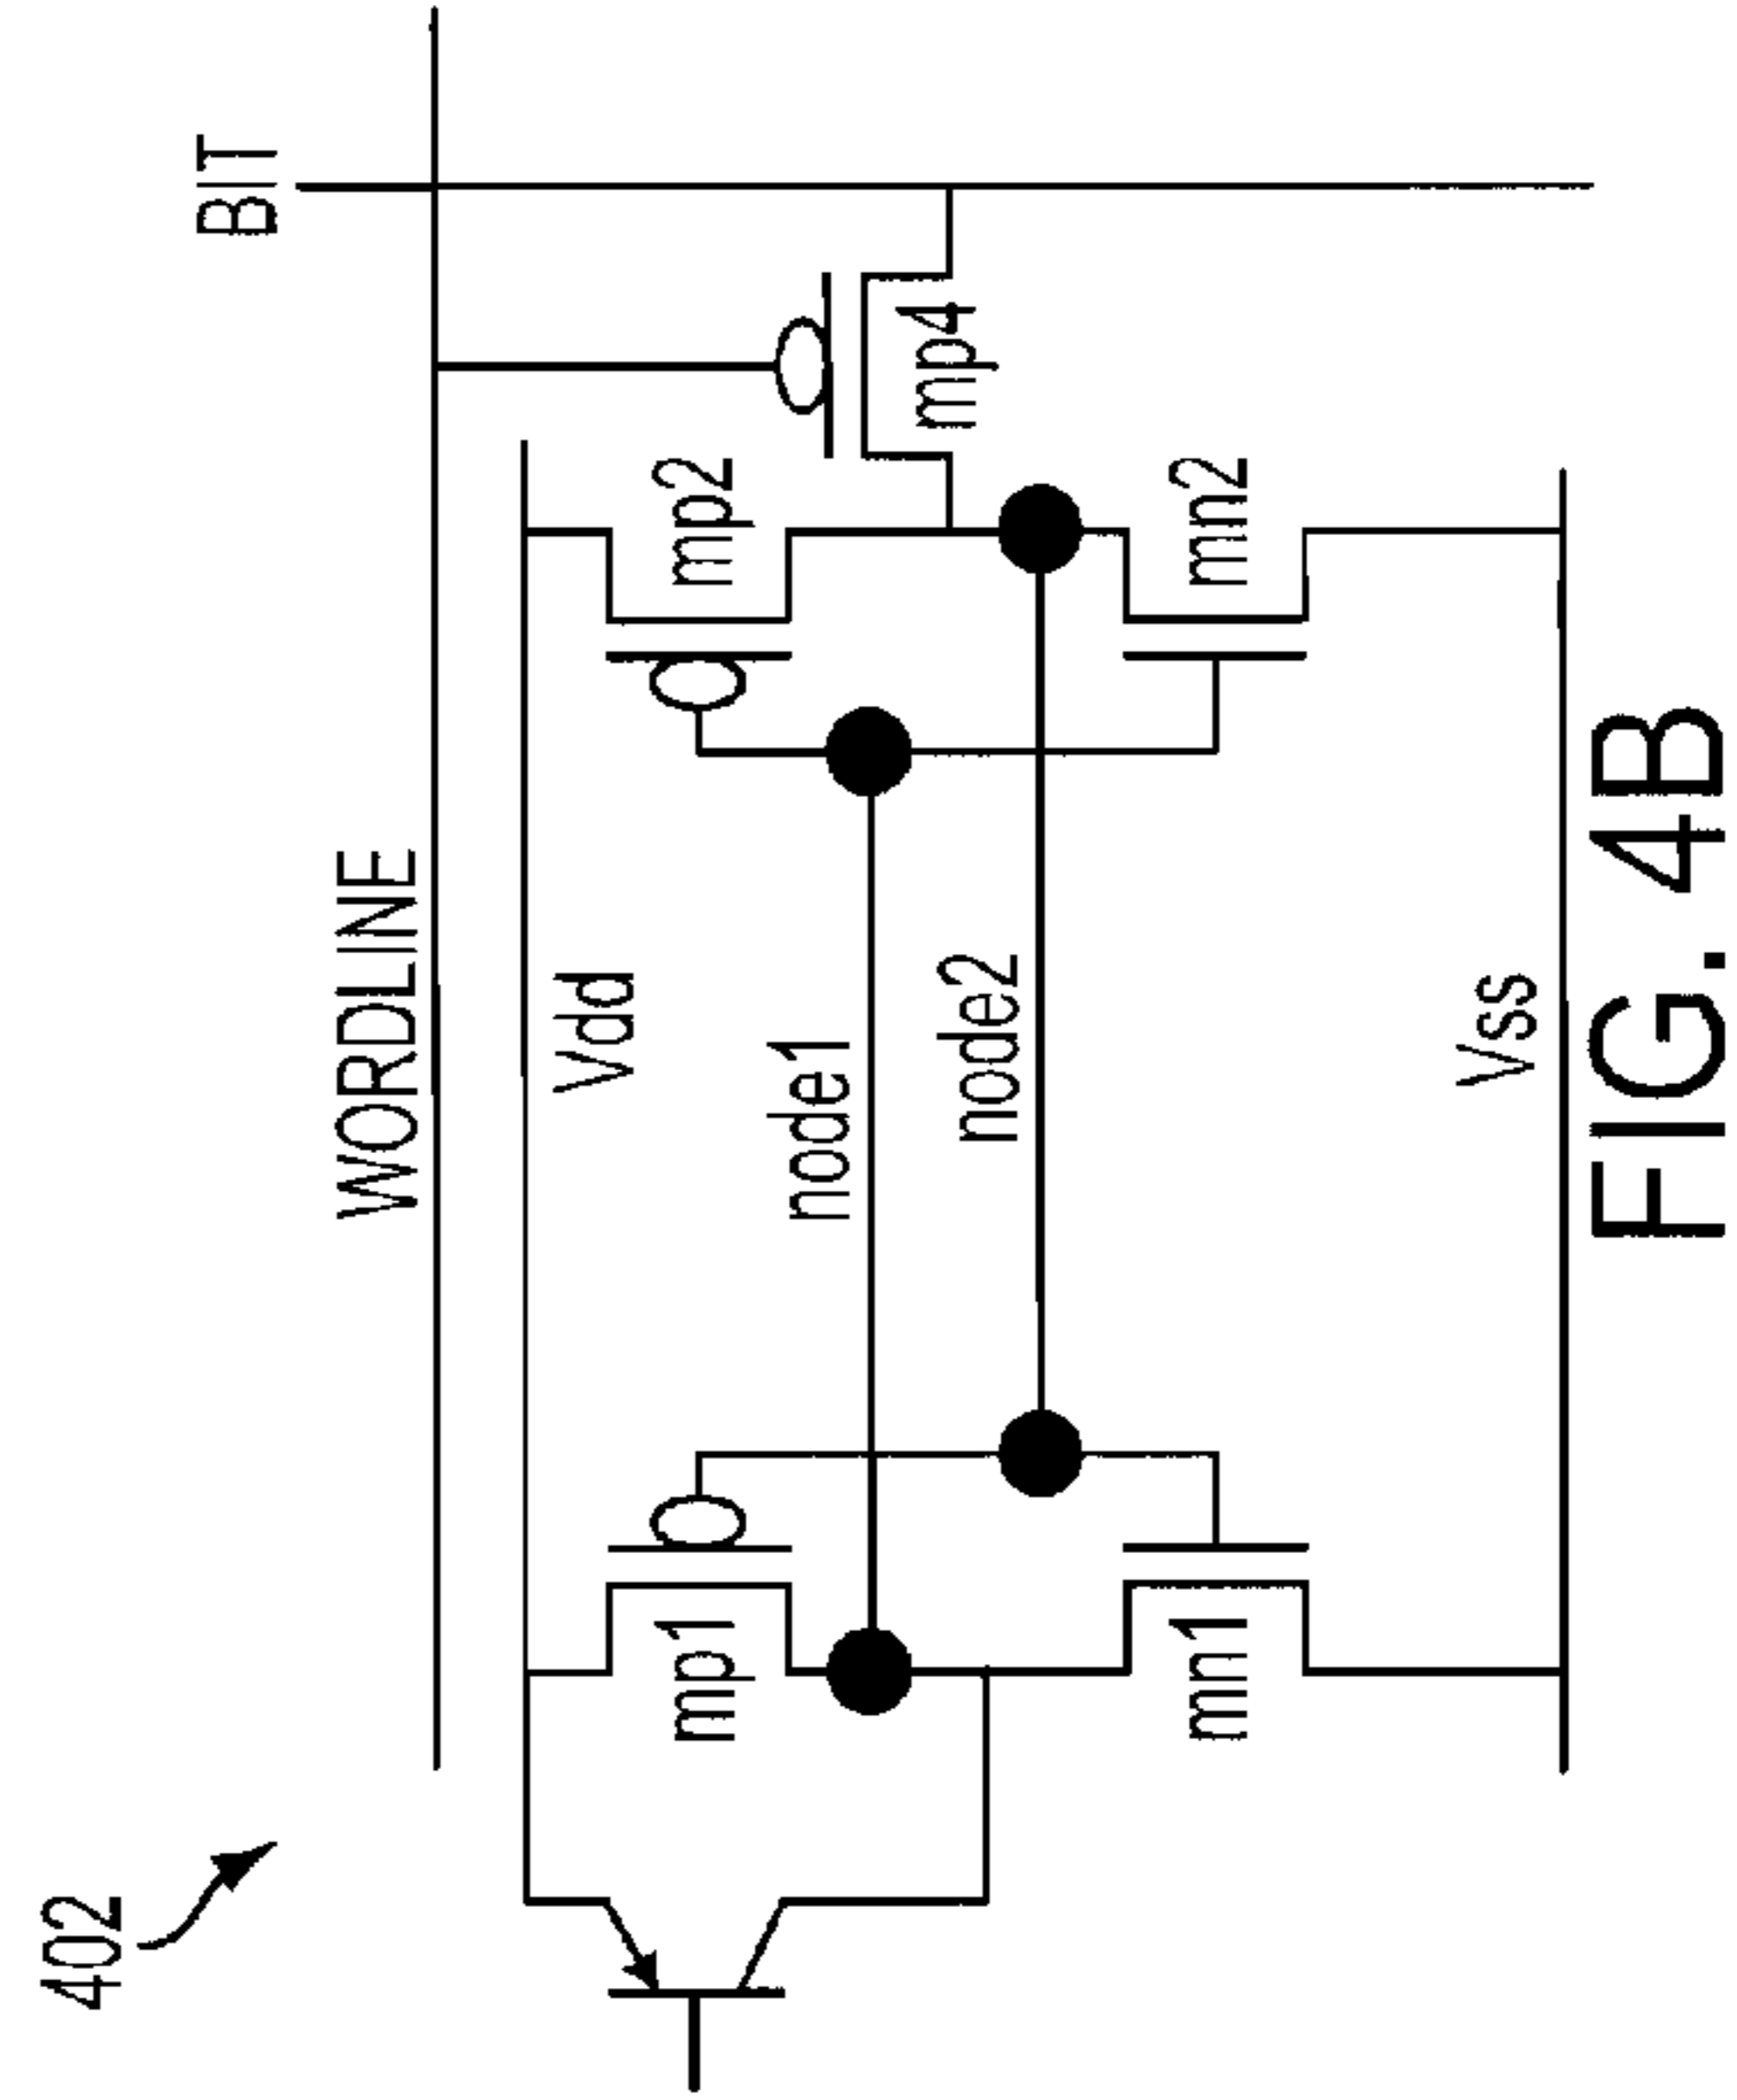 402
WORDLINE
BIT
Vdd
mp1
mp2
node1
mp4
node2
mn1
mn2
Vss
FIG. 4B